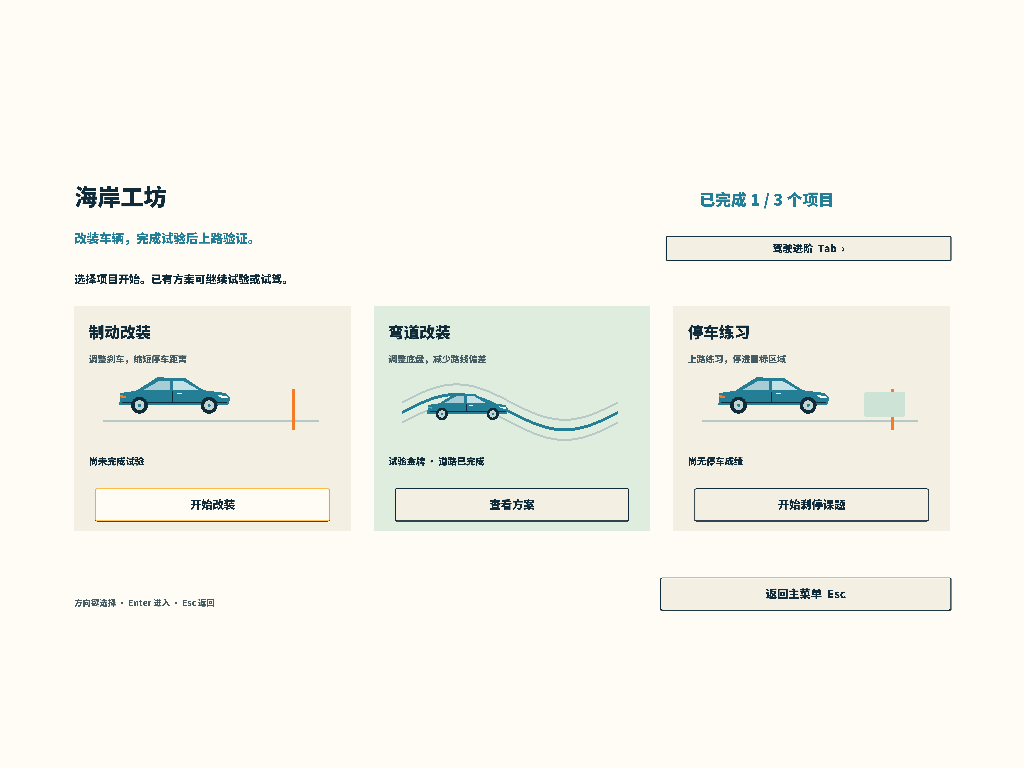 海岸工坊
已完成 1 / 3 个项目
改装车辆，完成试验后上路验证。
驾驶进阶 Tab ›
选择项目开始。已有方案可继续试验或试驾。
制动改装
调整刹车，缩短停车距离
尚未完成试验
开始改装
弯道改装
调整底盘，减少路线偏差
试验金牌 · 道路已完成
查看方案
停车练习
上路练习，停进目标区域
尚无停车成绩
开始刹停课题
方向键选择 · Enter 进入 · Esc 返回
返回主菜单 Esc